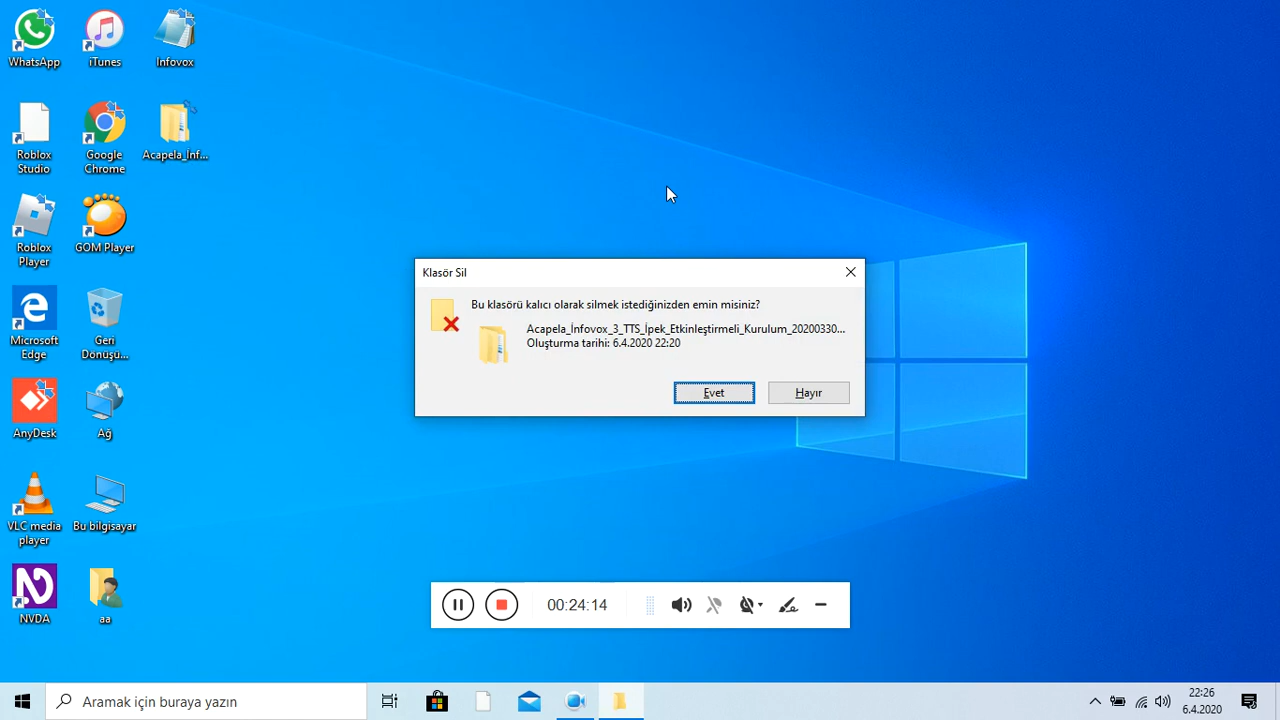 WhatsApp
iTunes
Infovox
Roblox
Studio
Google
Chrome
Acapela_İnf...
Roblox
Player
GOM Player
Microsoft
Edge
Geri
Dönüşü...
AnyDesk
Ağ
VLC media
player
Bu bilgisayar
NVDA
aa
Klasör Sil
Bu klasörü kalıcı olarak silmek istediğinizden emin misiniz?
Acapela_İnfovox_3_TTS_İpek_Etkinleştirmeli_Kurulum_20200330...
Oluşturma tarihi: 6.4.2020 22:20
Evet
Hayır
00:24:14
Aramak için buraya yazın
22:26
6.4.2020